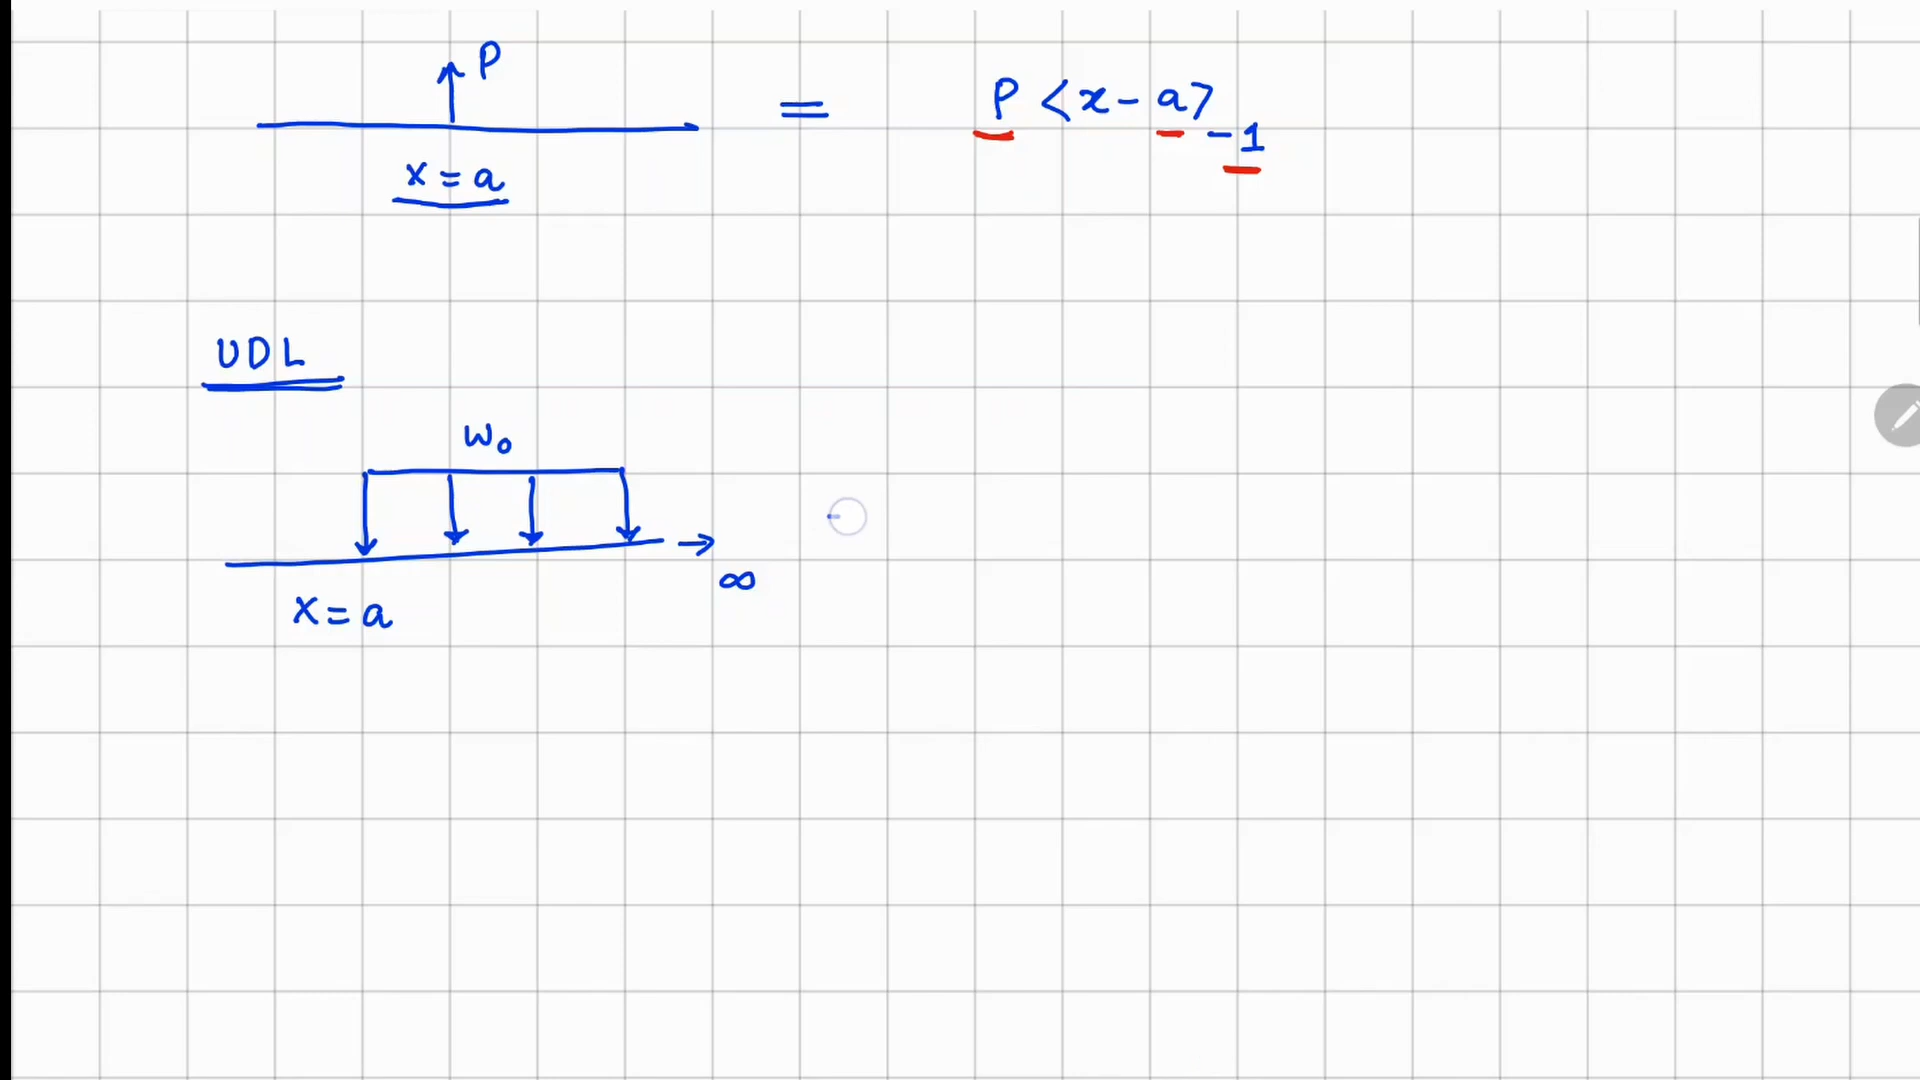 P
= P <x - a>-1
x = a
UDL
w0
→
∞
x = a